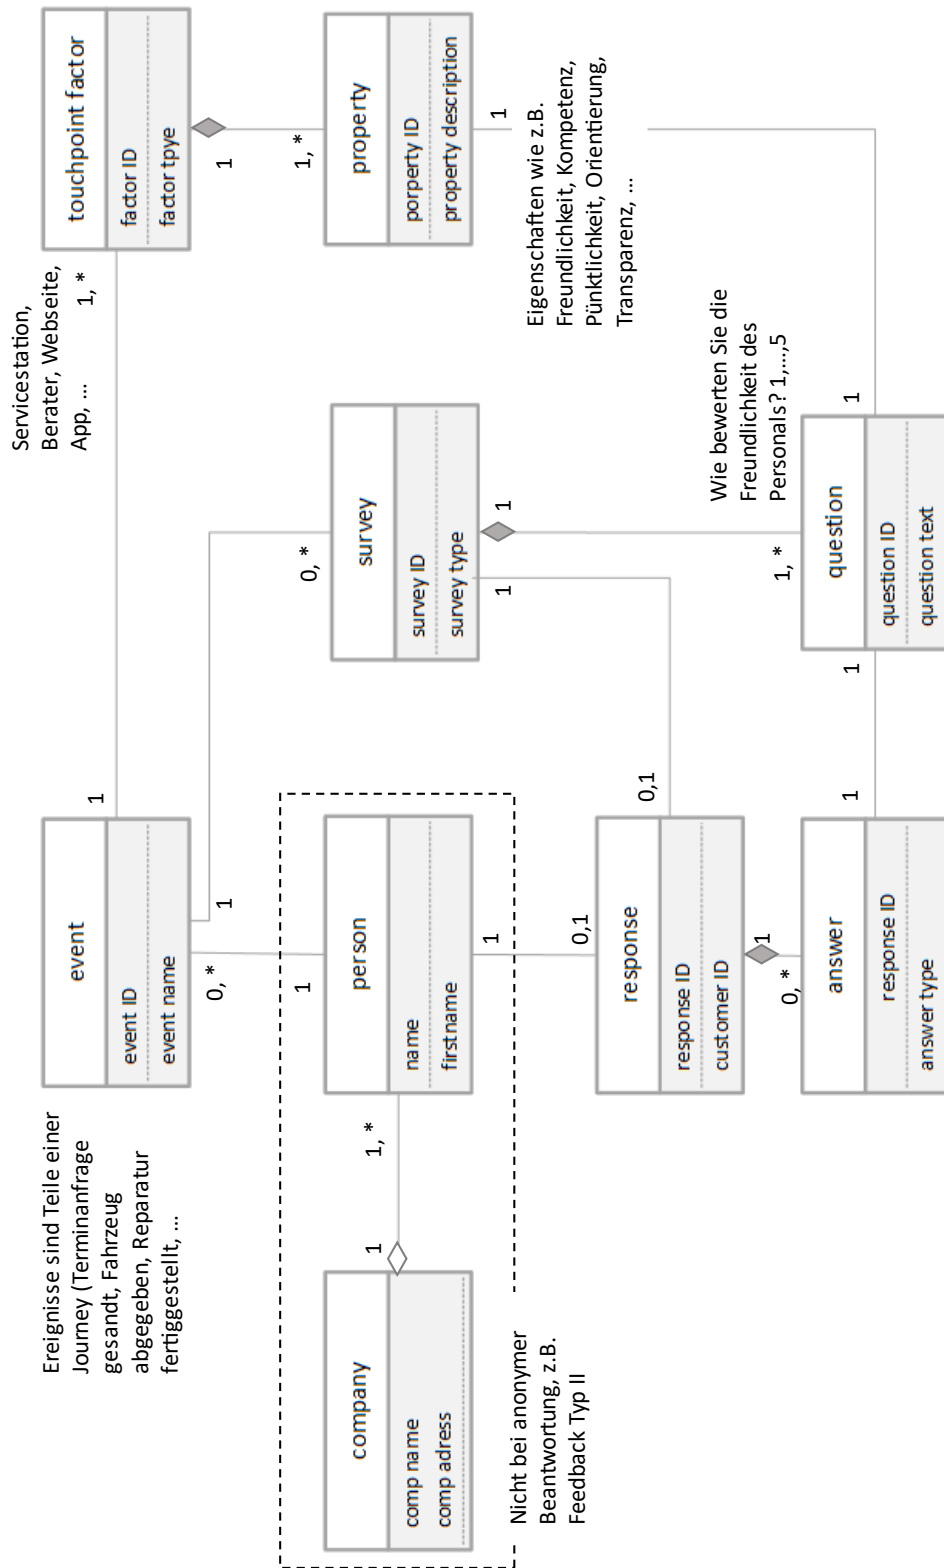 Ereignisse sind Teile einer
Journey (Terminanfrage
gesandt, Fahrzeug
abgegeben, Reparatur
fertiggestellt, ...
event
event ID
event name
1
0, *
1
Servicestation,
Berater, Webseite,
App, ...
1, *
touchpoint factor
factor ID
factor tpye
1
1, *
company
comp name
comp adress
1
1, *
person
name
firstname
1
1
0, *
survey
survey ID
survey type
1
1
property
porperty ID
property description
1
Nicht bei anonymer
Beantwortung, z.B.
Feedback Typ II
Eigenschaften wie z.B.
Freundlichkeit, Kompetenz,
Pünktlichkeit, Orientierung,
Transparenz, ...
0,1
response
response ID
customer ID
0,1
1
0, *
Wie bewerten Sie die
Freundlichkeit des
Personals? 1,...,5
1, *
answer
response ID
answer type
1
1
question
question ID
question text
1